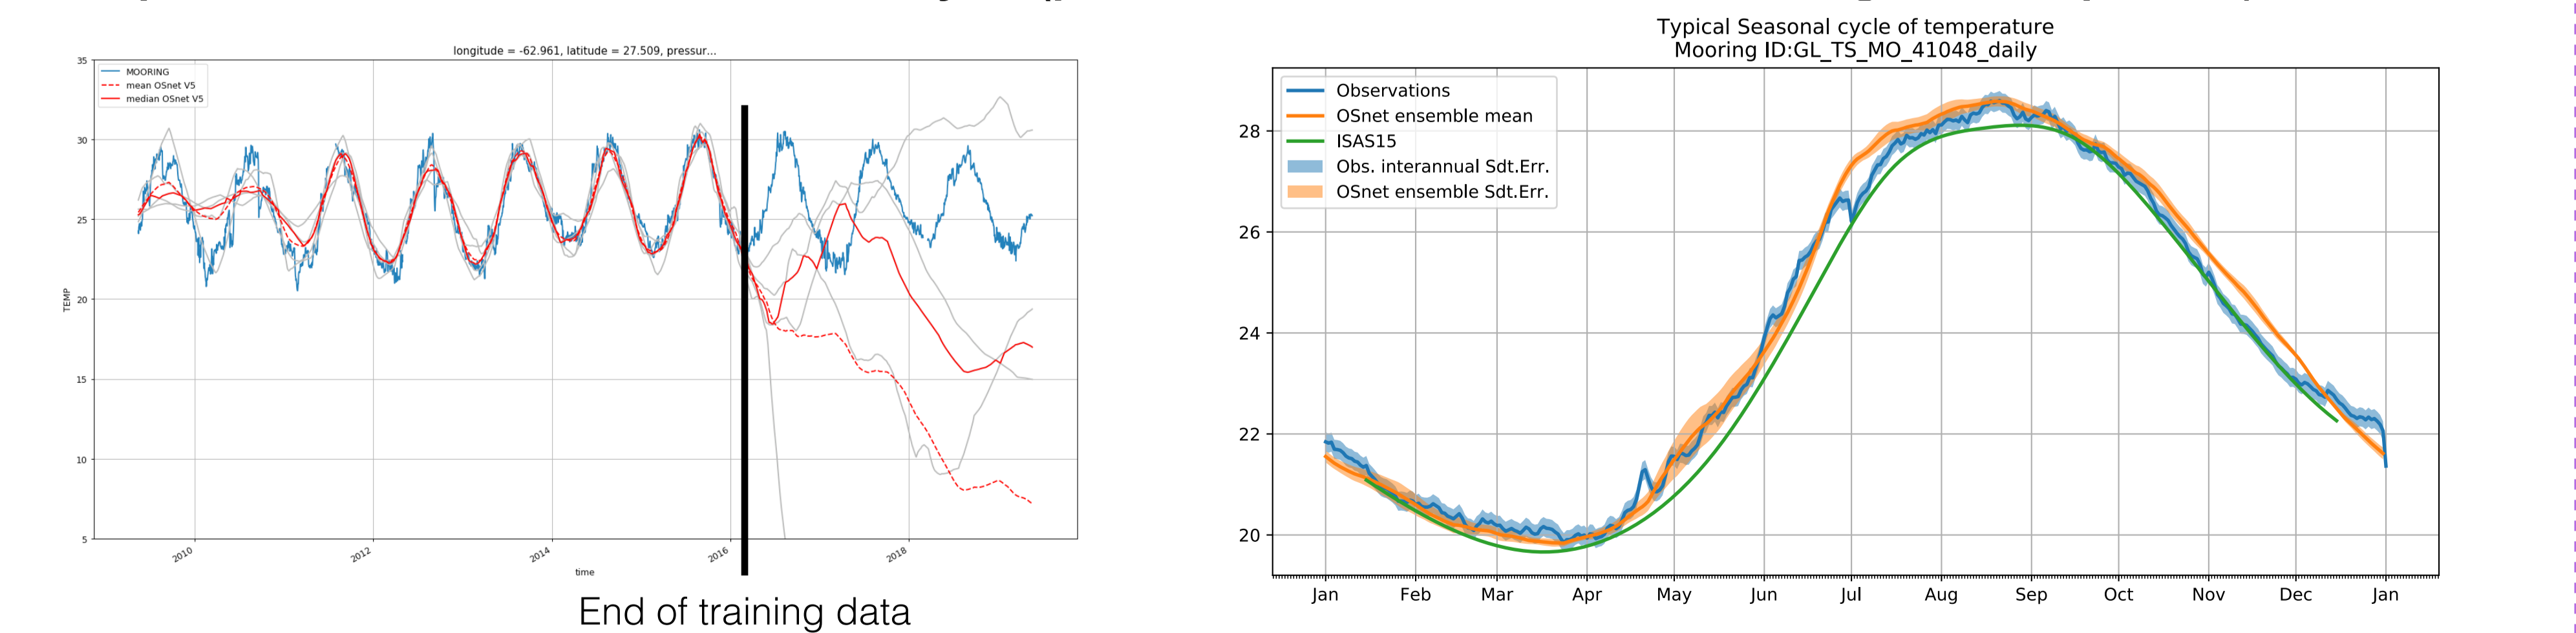 longitude = -62.961, latitude = 27.509, pressur...
35
30
25
20
15
10
5
TEMP
MOORING
mean OSnet V5
median OSnet V5
2010
2012
2014
2016
2018
time
End of training data
Typical Seasonal cycle of temperature
Mooring ID:GL_TS_MO_41048_daily
Observations
OSnet ensemble mean
ISAS15
Obs. interannual Sdt.Err.
OSnet ensemble Sdt.Err.
28
26
24
22
20
Jan
Feb
Mar
Apr
May
Jun
Jul
Aug
Sep
Oct
Nov
Dec
Jan